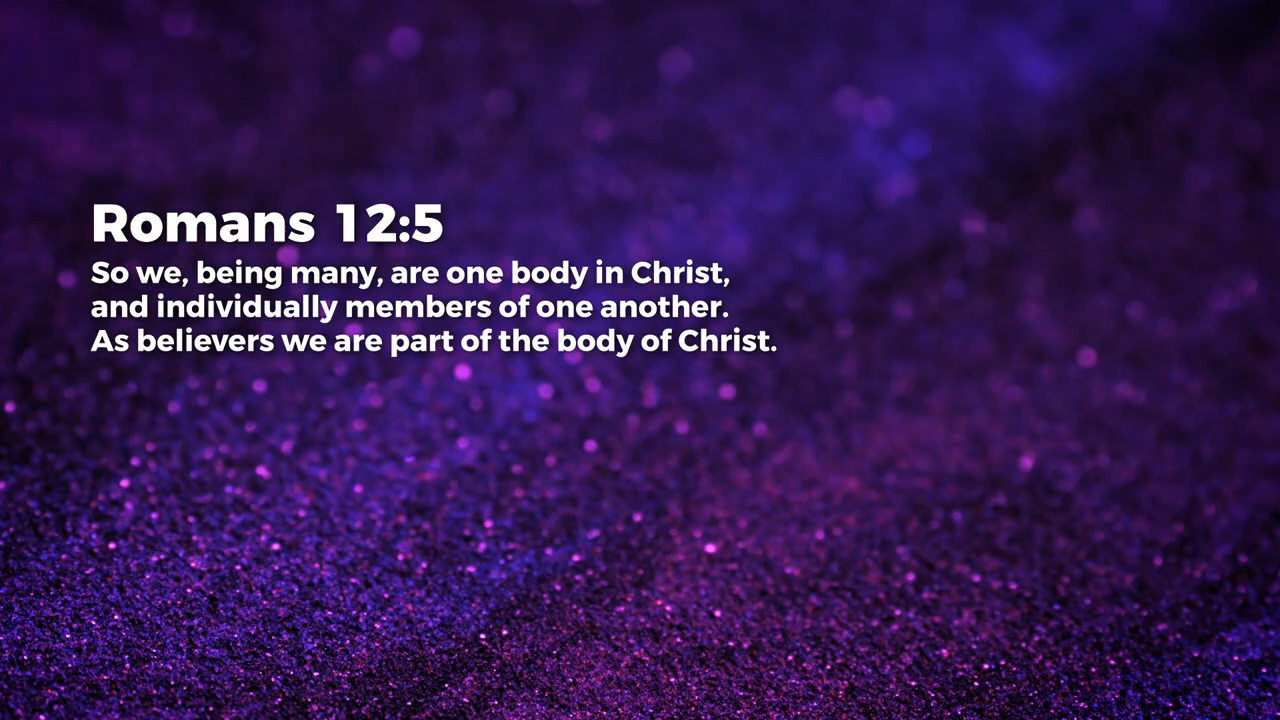 Romans 12:5
So we, being many, are one body in Christ,
and individually members of one another.
As believers we are part of the body of Christ.